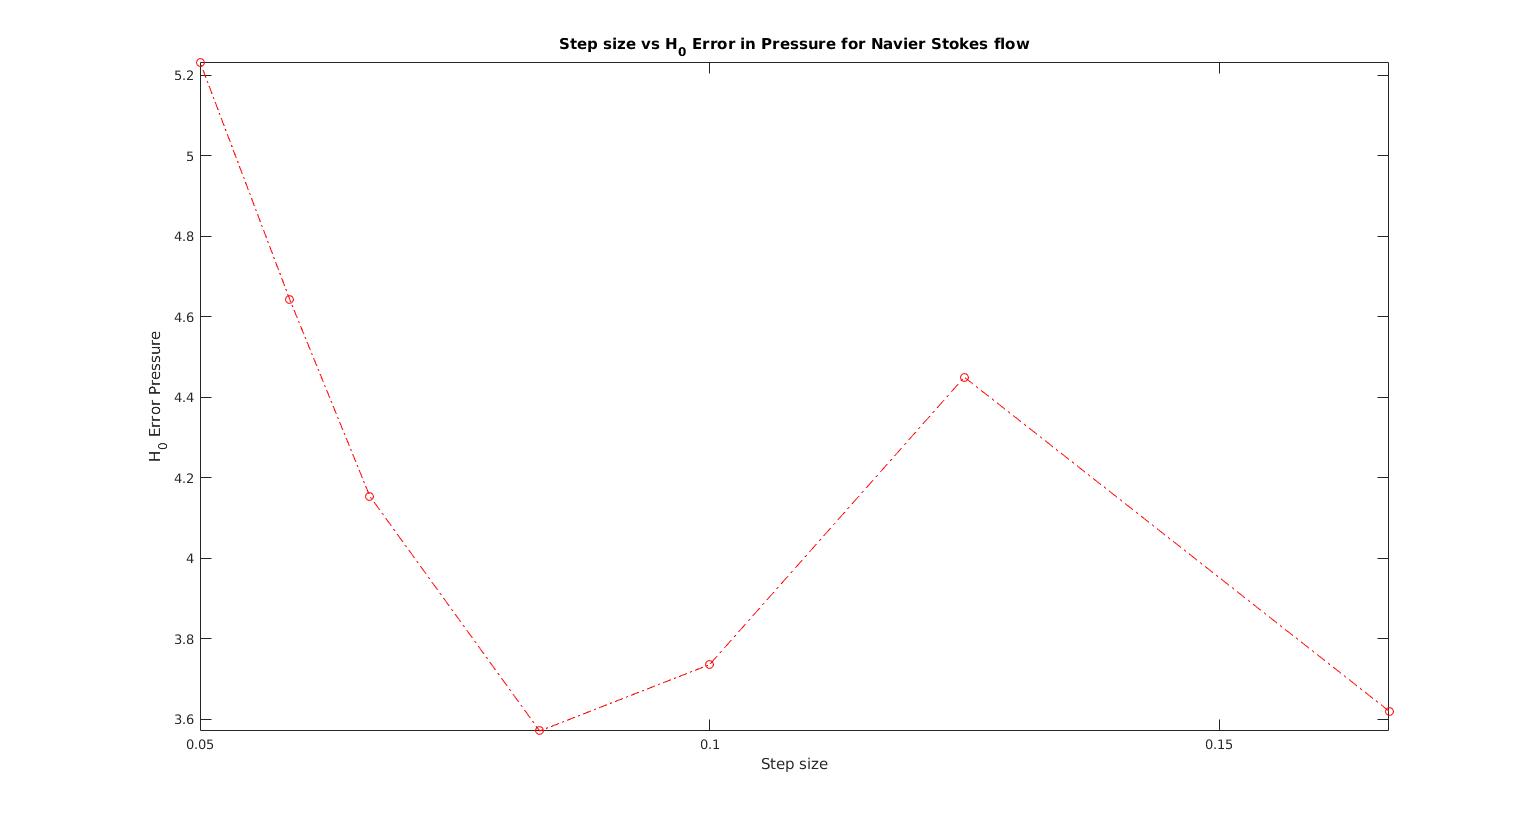 Step size vs H0 Error in Pressure for Navier Stokes flow
5.2
5
4.8
4.6
4.4
4.2
4
3.8
3.6
H0 Error Pressure
0.05 0.1 0.15
Step size